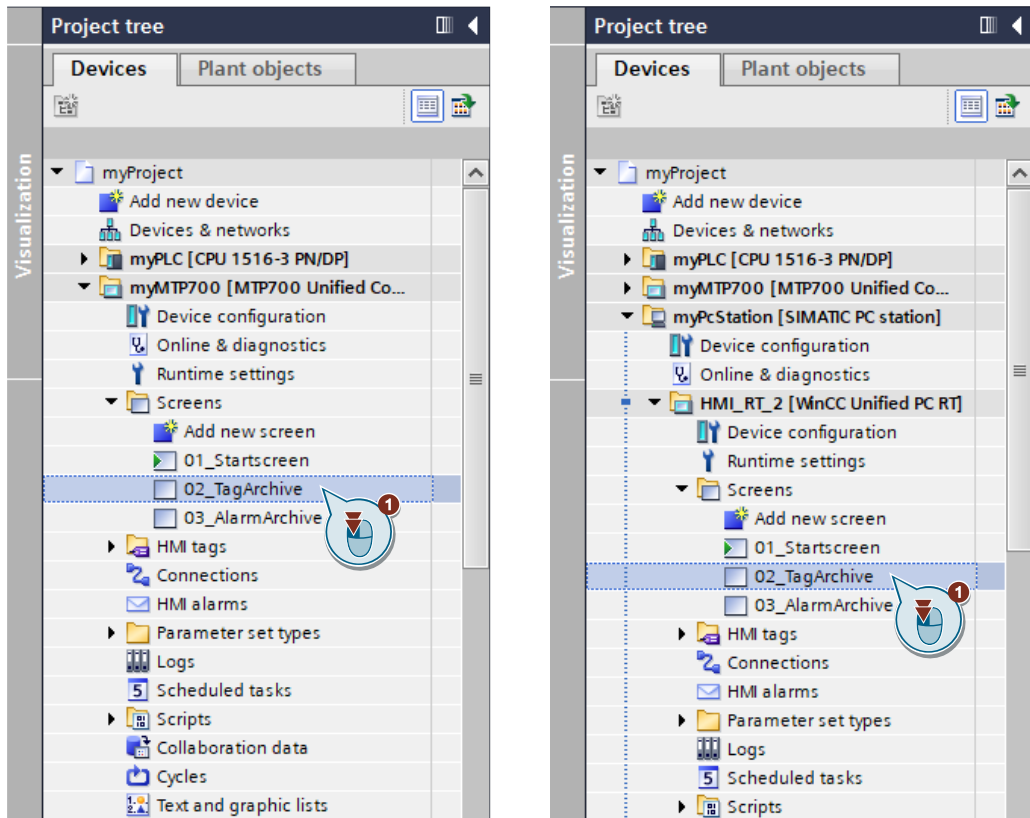 Project tree
Devices
Plant objects
Visualization
myProject
Add new device
Devices & networks
myPLC [CPU 1516-3 PN/DP]
myMTP700 [MTP700 Unified Co...
Device configuration
Online & diagnostics
Runtime settings
Screens
Add new screen
01_Startscreen
02_TagArchive
03_AlarmArchive
1
HMI tags
Connections
HMI alarms
Parameter set types
Logs
5 Scheduled tasks
Scripts
Collaboration data
Cycles
Text and graphic lists
Project tree
Devices
Plant objects
Visualization
myProject
Add new device
Devices & networks
myPLC [CPU 1516-3 PN/DP]
myMTP700 [MTP700 Unified Co...
myPcStation [SIMATIC PC station]
Device configuration
Online & diagnostics
HMI_RT_2 [WinCC Unified PC RT]
Device configuration
Runtime settings
Screens
Add new screen
01_Startscreen
02_TagArchive
03_AlarmArchive
1
HMI tags
Connections
HMI alarms
Parameter set types
Logs
5 Scheduled tasks
Scripts